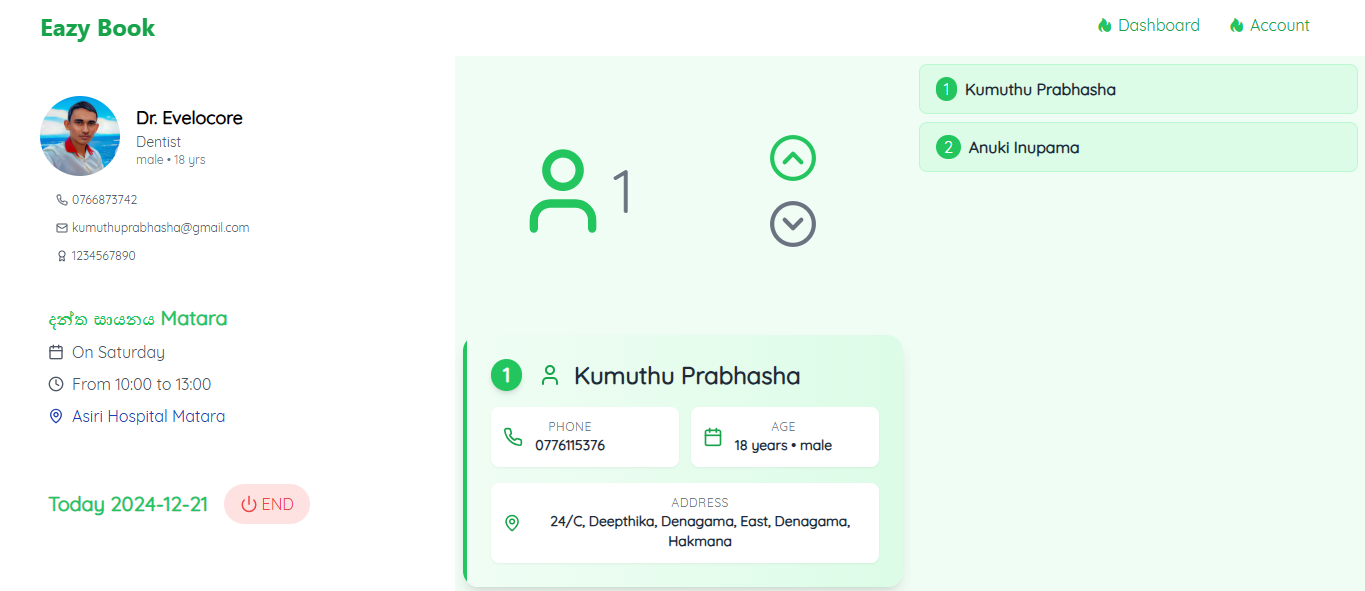 Eazy Book
Dashboard
Account
Dr. Evelocore
Dentist
male • 18 yrs
0766873742
kumuthuprabhasha@gmail.com
1234567890
දන්ත සායනය Matara
On Saturday
From 10:00 to 13:00
Asiri Hospital Matara
Today 2024-12-21
END
1
1 Kumuthu Prabhasha
PHONE
0776115376
AGE
18 years • male
ADDRESS
24/C, Deepthika, Denagama, East, Denagama,
Hakmana
1 Kumuthu Prabhasha
2 Anuki Inupama